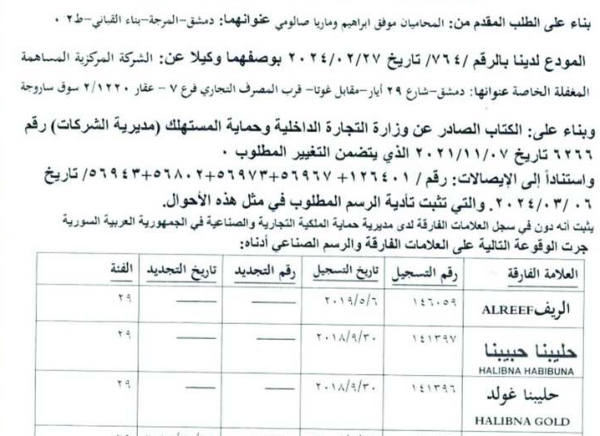 بناء على الطلب المقدم من: المحاميان موفق ابراهيم وماريا صالومي عنوانهما: دمشق-المرجة-بناء القباني-ط٢ ٠
المودع لدينا بالرقم /٧٦٤/ تاريخ ٢٠٢٤/٠٢/٢٧ بوصفهما وكيلا عن: الشركة المركزية المساهمة
المغفلة الخاصة عنوانها: دمشق-شارع ٢٩ أيار-مقابل غوتا- قرب المصرف التجاري فرع ٧ - عقار ٢/١٢٢٠ سوق ساروجة
وبناء على: الكتاب الصادر عن وزارة التجارة الداخلية وحماية المستهلك (مديرية الشركات) رقم
٦٢٦٦ تاريخ ٢٠٢١/١١/٠٧ الذي يتضمن التغيير المطلوب ٠
واستناداً إلى الإيصالات: رقم / ١٢٦٤٠١+ ٥٦٩٦٧+٥٦٩٧٣+٥٦٨٠٢+٥٦٩٤٣/ تاريخ
٢٠٢٤/٠٣/٠٦. والتي تثبت تأدية الرسم المطلوب في مثل هذه الأحوال.
يثبت أنه دون في سجل العلامات الفارقة لدى مديرية حماية الملكية التجارية والصناعية في الجمهورية العربية السورية
جرت الوقوعة التالية على العلامات الفارقة والرسم الصناعي أدناه:
العلامة الفارقة رقم التسجيل تاريخ التسجيل رقم التجديد تاريخ التجديد الفئة
الريف ALREEF ١٤٦٠٥٩ ٢٠١٩/٥/٦ —— —— ٢٩
حليبنا حبيبنا ١٤١٣٩٧ ٢٠١٨/٩/٣٠ —— —— ٢٩
HALIBNA HABIBUNA
حليبنا غولد ١٤١٣٩٦ ٢٠١٨/٩/٣٠ —— —— ٢٩
HALIBNA GOLD